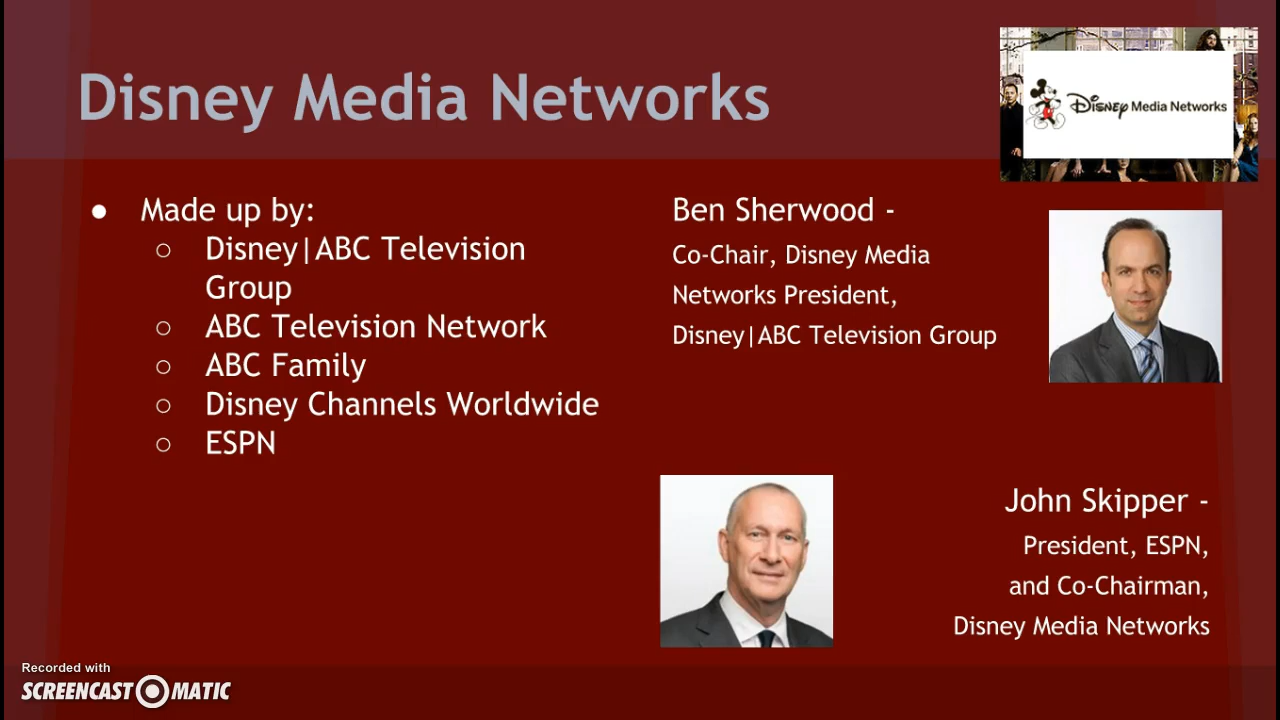 Disney Media Networks
Disney Media Networks
● Made up by:
○ Disney|ABC Television
Group
○ ABC Television Network
○ ABC Family
○ Disney Channels Worldwide
○ ESPN
Ben Sherwood -
Co-Chair, Disney Media
Networks President,
Disney|ABC Television Group
John Skipper -
President, ESPN,
and Co-Chairman,
Disney Media Networks
Recorded with
SCREENCAST MATIC